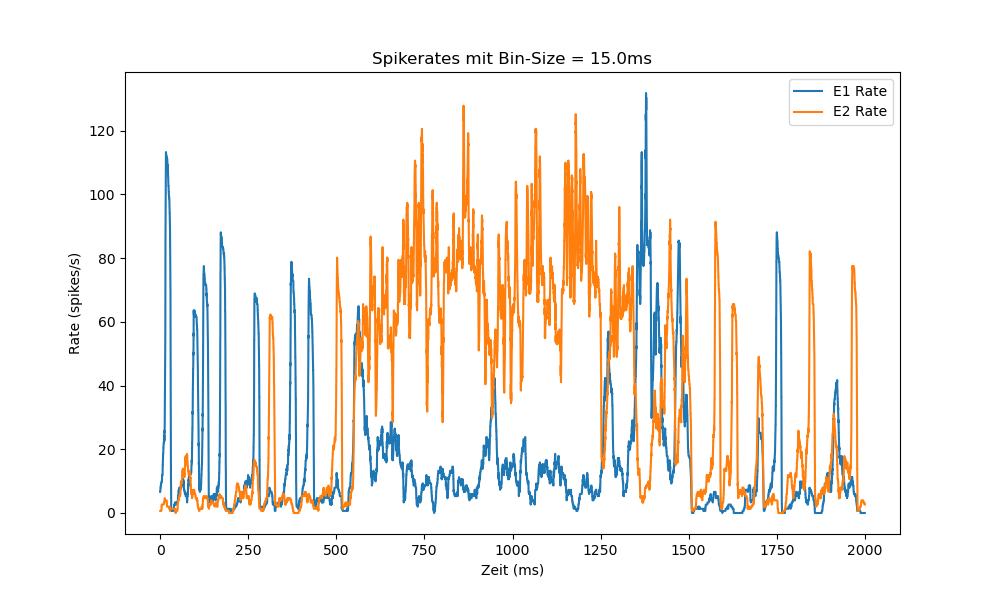 Spikerates mit Bin-Size = 15.0ms
E1 Rate
E2 Rate
Rate (spikes/s)
120
100
80
60
40
20
0
0 250 500 750 1000 1250 1500 1750 2000
Zeit (ms)